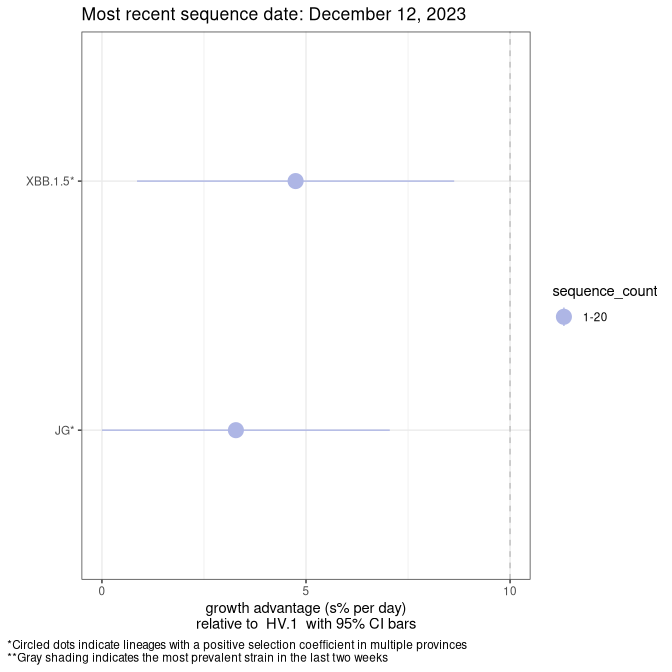 Most recent sequence date: December 12, 2023
XBB.1.5*
JG*
sequence_count
1-20
0 5 10
growth advantage (s% per day)
relative to HV.1 with 95% CI bars
*Circled dots indicate lineages with a positive selection coefficient in multiple provinces
**Gray shading indicates the most prevalent strain in the last two weeks